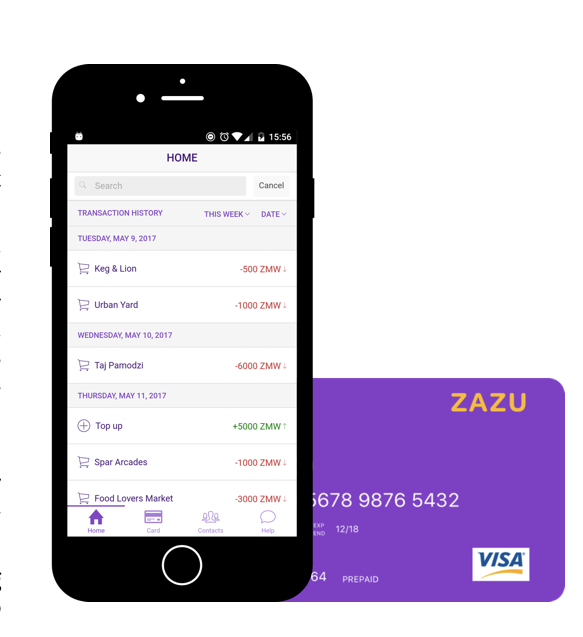 15:56
HOME
Search Cancel
TRANSACTION HISTORY THIS WEEK DATE
TUESDAY, MAY 9, 2017
Keg & Lion -500 ZMW ↓
Urban Yard -1000 ZMW ↓
WEDNESDAY, MAY 10, 2017
Taj Pamodzi -6000 ZMW ↓
THURSDAY, MAY 11, 2017
Top up +5000 ZMW ↑
Spar Arcades -1000 ZMW ↓
Food Lovers Market -3000 ZMW ↓
Home Card Contacts Help
ZAZU
5678 9876 5432
EXP
END 12/18
VISA
64 PREPAID